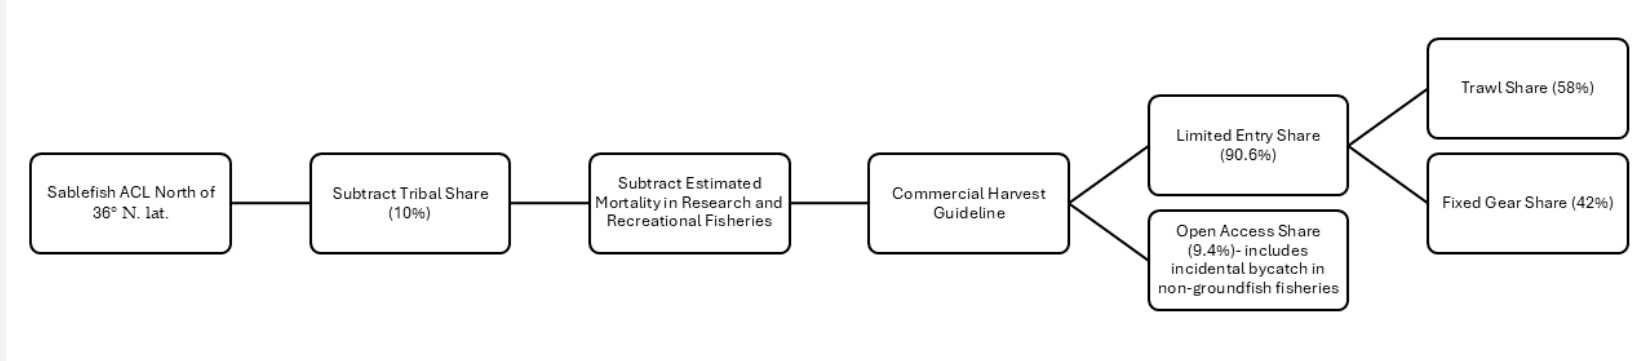 Sablefish ACL North of
36° N. lat.
Subtract Tribal Share
(10%)
Subtract Estimated
Mortality in Research and
Recreational Fisheries
Commercial Harvest
Guideline
Limited Entry Share
(90.6%)
Open Access Share
(9.4%)- includes
incidental bycatch in
non-groundfish fisheries
Trawl Share (58%)
Fixed Gear Share (42%)